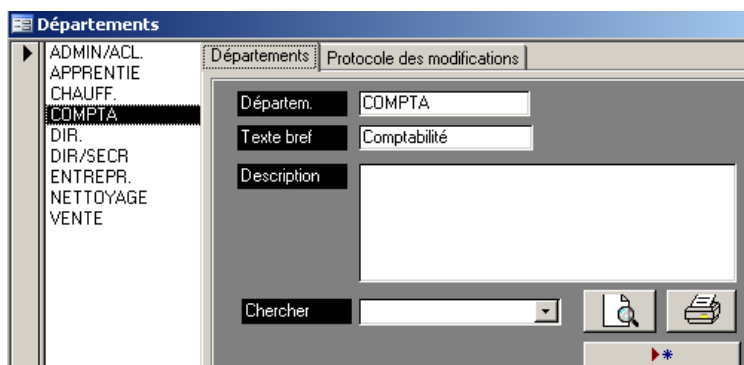 Départements
ADMIN/ACL.
APPRENTIE
CHAUFF.
COMPTA
DIR.
DIR/SECR
ENTREPR.
NETTOYAGE
VENTE
Départements
Protocole des modifications
Départem.
COMPTA
Texte bref
Comptabilité
Description
Chercher